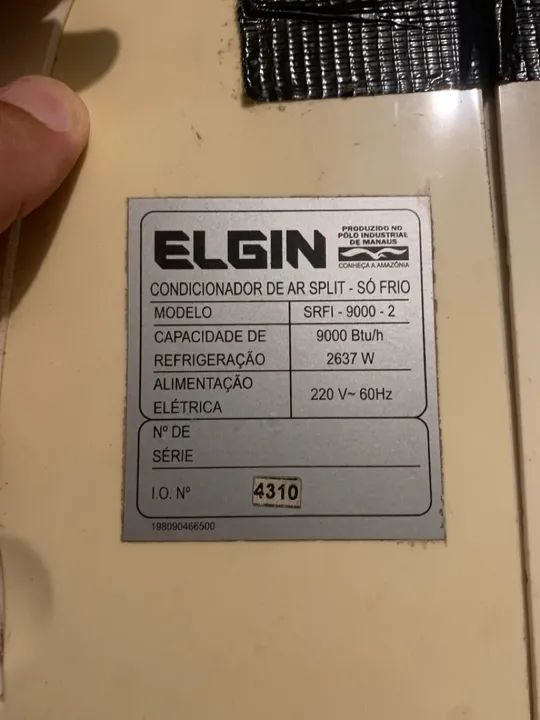 ELGIN
PRODUZIDO NO
PÓLO INDUSTRIAL
DE MANAUS
CONHEÇA A AMAZÔNIA
CONDICIONADOR DE AR SPLIT - SÓ FRIO
MODELO SRFI - 9000 - 2
CAPACIDADE DE 9000 Btu/h
REFRIGERAÇÃO 2637 W
ALIMENTAÇÃO
ELÉTRICA 220 V~ 60Hz
Nº DE
SÉRIE
I.O. Nº 4310
198090466500